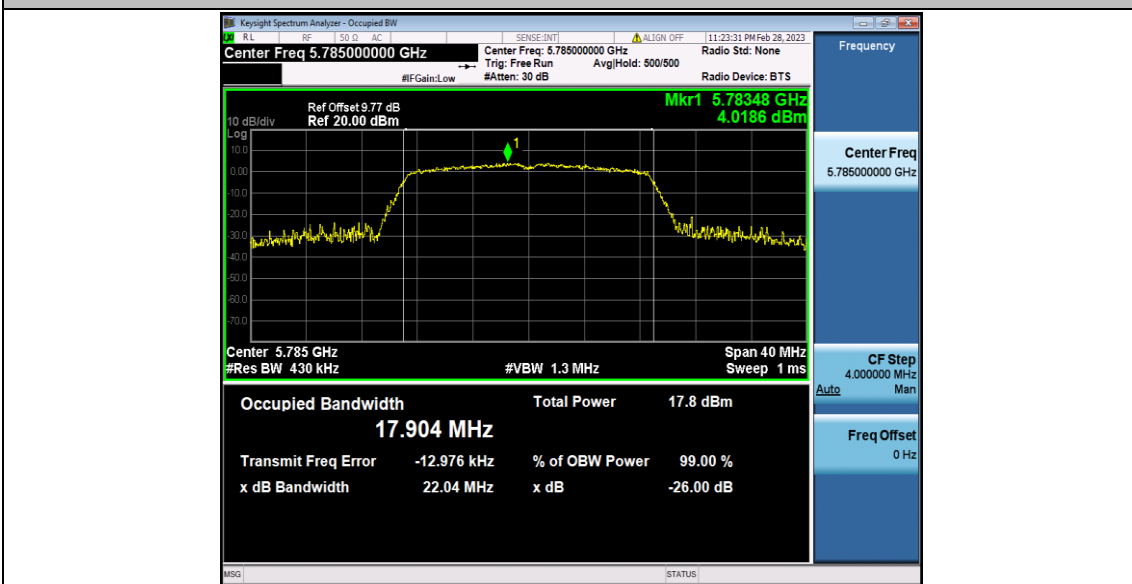 Keysight Spectrum Analyzer - Occupied BW
LXI RL RF 50 Ω AC SENSE:INT ALIGN OFF 11:23:31 PM Feb 28, 2023
Center Freq 5.785000000 GHz
Center Freq: 5.785000000 GHz
Radio Std: None
Trig: Free Run Avg|Hold: 500/500
#IFGain:Low #Atten: 30 dB Radio Device: BTS
Frequency
Mkr1 5.78348 GHz
4.0186 dBm
Ref Offset 9.77 dB
10 dB/div Ref 20.00 dBm
Log
10.0
0.00
-10.0
-20.0
-30.0
-40.0
-50.0
-60.0
-70.0
1
Center 5.785 GHz Span 40 MHz
#Res BW 430 kHz #VBW 1.3 MHz Sweep 1 ms
Occupied Bandwidth Total Power 17.8 dBm
17.904 MHz
Transmit Freq Error -12.976 kHz % of OBW Power 99.00 %
x dB Bandwidth 22.04 MHz x dB -26.00 dB
Center Freq
5.785000000 GHz
CF Step
4.000000 MHz
Auto Man
Freq Offset
0 Hz
MSG STATUS